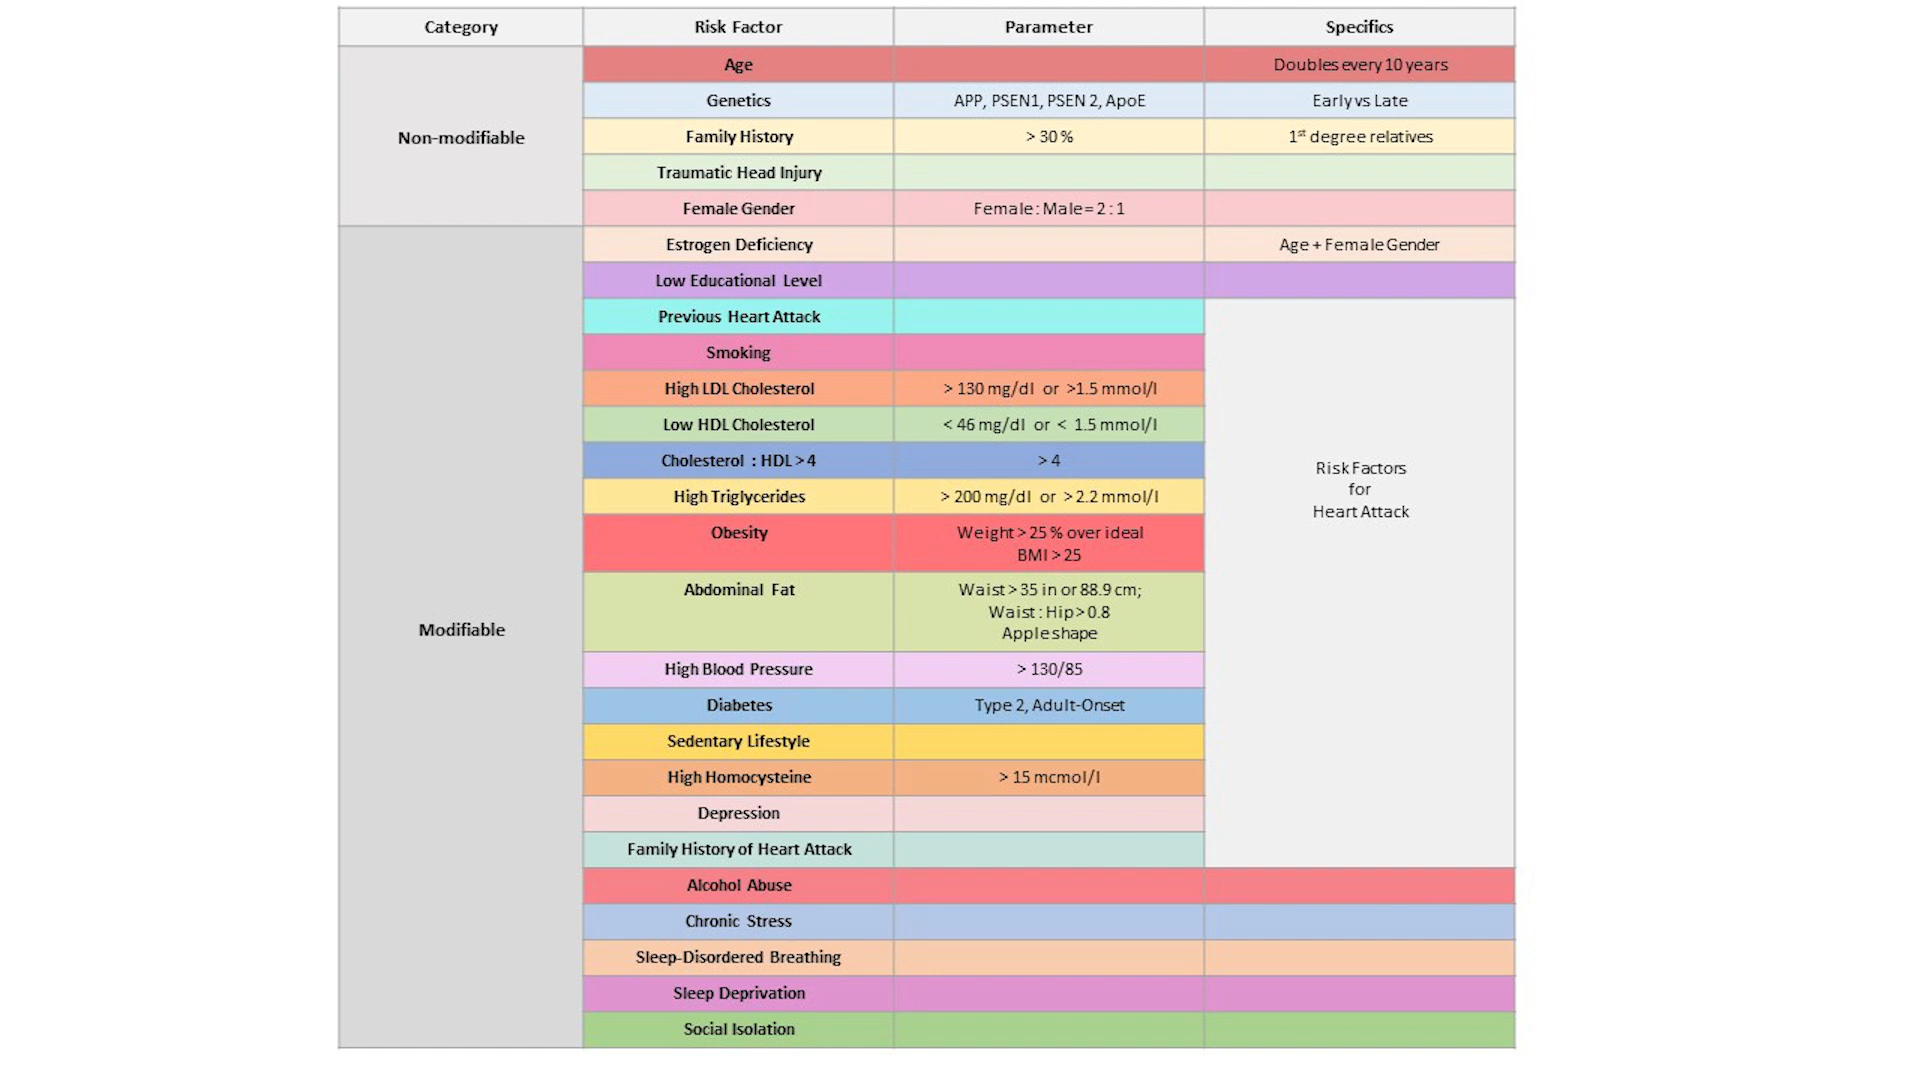 Category Risk Factor Parameter Specifics
Age Doubles every 10 years
Genetics APP, PSEN1, PSEN 2, ApoE Early vs Late
Non-modifiable Family History > 30 % 1st degree relatives
Traumatic Head Injury
Female Gender Female : Male = 2 : 1
Estrogen Deficiency Age + Female Gender
Low Educational Level
Previous Heart Attack
Smoking
High LDL Cholesterol > 130 mg/dl or >1.5 mmol/l
Low HDL Cholesterol < 46 mg/dl or < 1.5 mmol/l
Cholesterol : HDL > 4 > 4
Risk Factors
for
Heart Attack
High Triglycerides > 200 mg/dl or > 2.2 mmol/l
Obesity Weight > 25 % over ideal
BMI > 25
Abdominal Fat Waist > 35 in or 88.9 cm;
Waist : Hip > 0.8
Apple shape
Modifiable
High Blood Pressure > 130/85
Diabetes Type 2, Adult-Onset
Sedentary Lifestyle
High Homocysteine > 15 mcmol/l
Depression
Family History of Heart Attack
Alcohol Abuse
Chronic Stress
Sleep-Disordered Breathing
Sleep Deprivation
Social Isolation